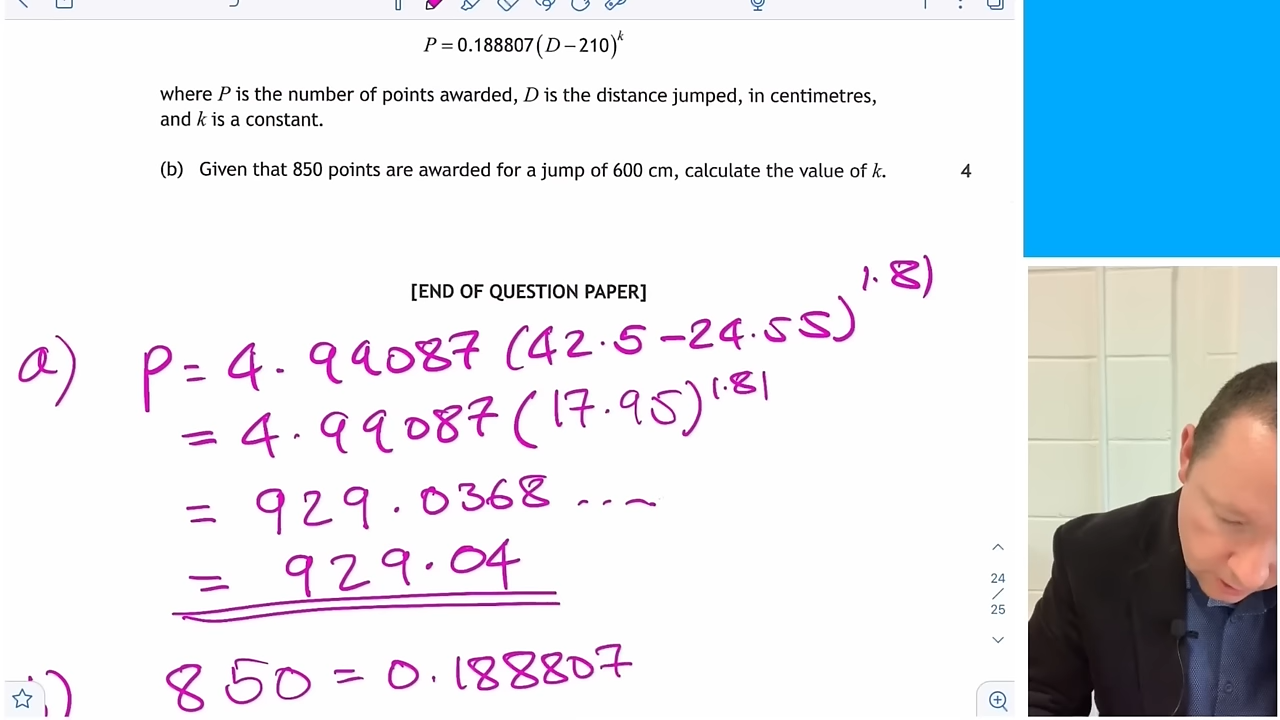 P = 0.188807(D − 210)^k
where P is the number of points awarded, D is the distance jumped, in centimetres,
and k is a constant.
(b) Given that 850 points are awarded for a jump of 600 cm, calculate the value of k. 4
[END OF QUESTION PAPER]
a) P = 4.99087 (42.5 − 24.55)^1.81
= 4.99087 (17.95)^1.81
= 929.0368 ....
= 929.04
850 = 0.188807
24
/
25